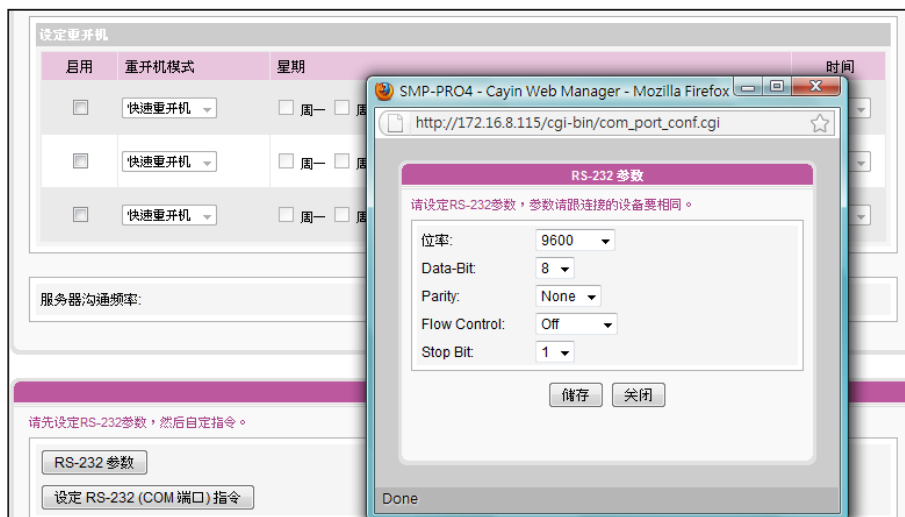 设定重开机
启用 重开机模式 星期 时间
快速重开机 周一 周
快速重开机 周一 周
快速重开机 周一 周
服务器沟通频率:
请先设定RS-232参数，然后自定指令。
RS-232 参数
设定 RS-232 (COM 端口) 指令
SMP-PRO4 - Cayin Web Manager - Mozilla Firefox
http://172.16.8.115/cgi-bin/com_port_conf.cgi
RS-232 参数
请设定RS-232参数，参数请跟连接的设备要相同。
位率: 9600
Data-Bit: 8
Parity: None
Flow Control: Off
Stop Bit: 1
储存 关闭
Done